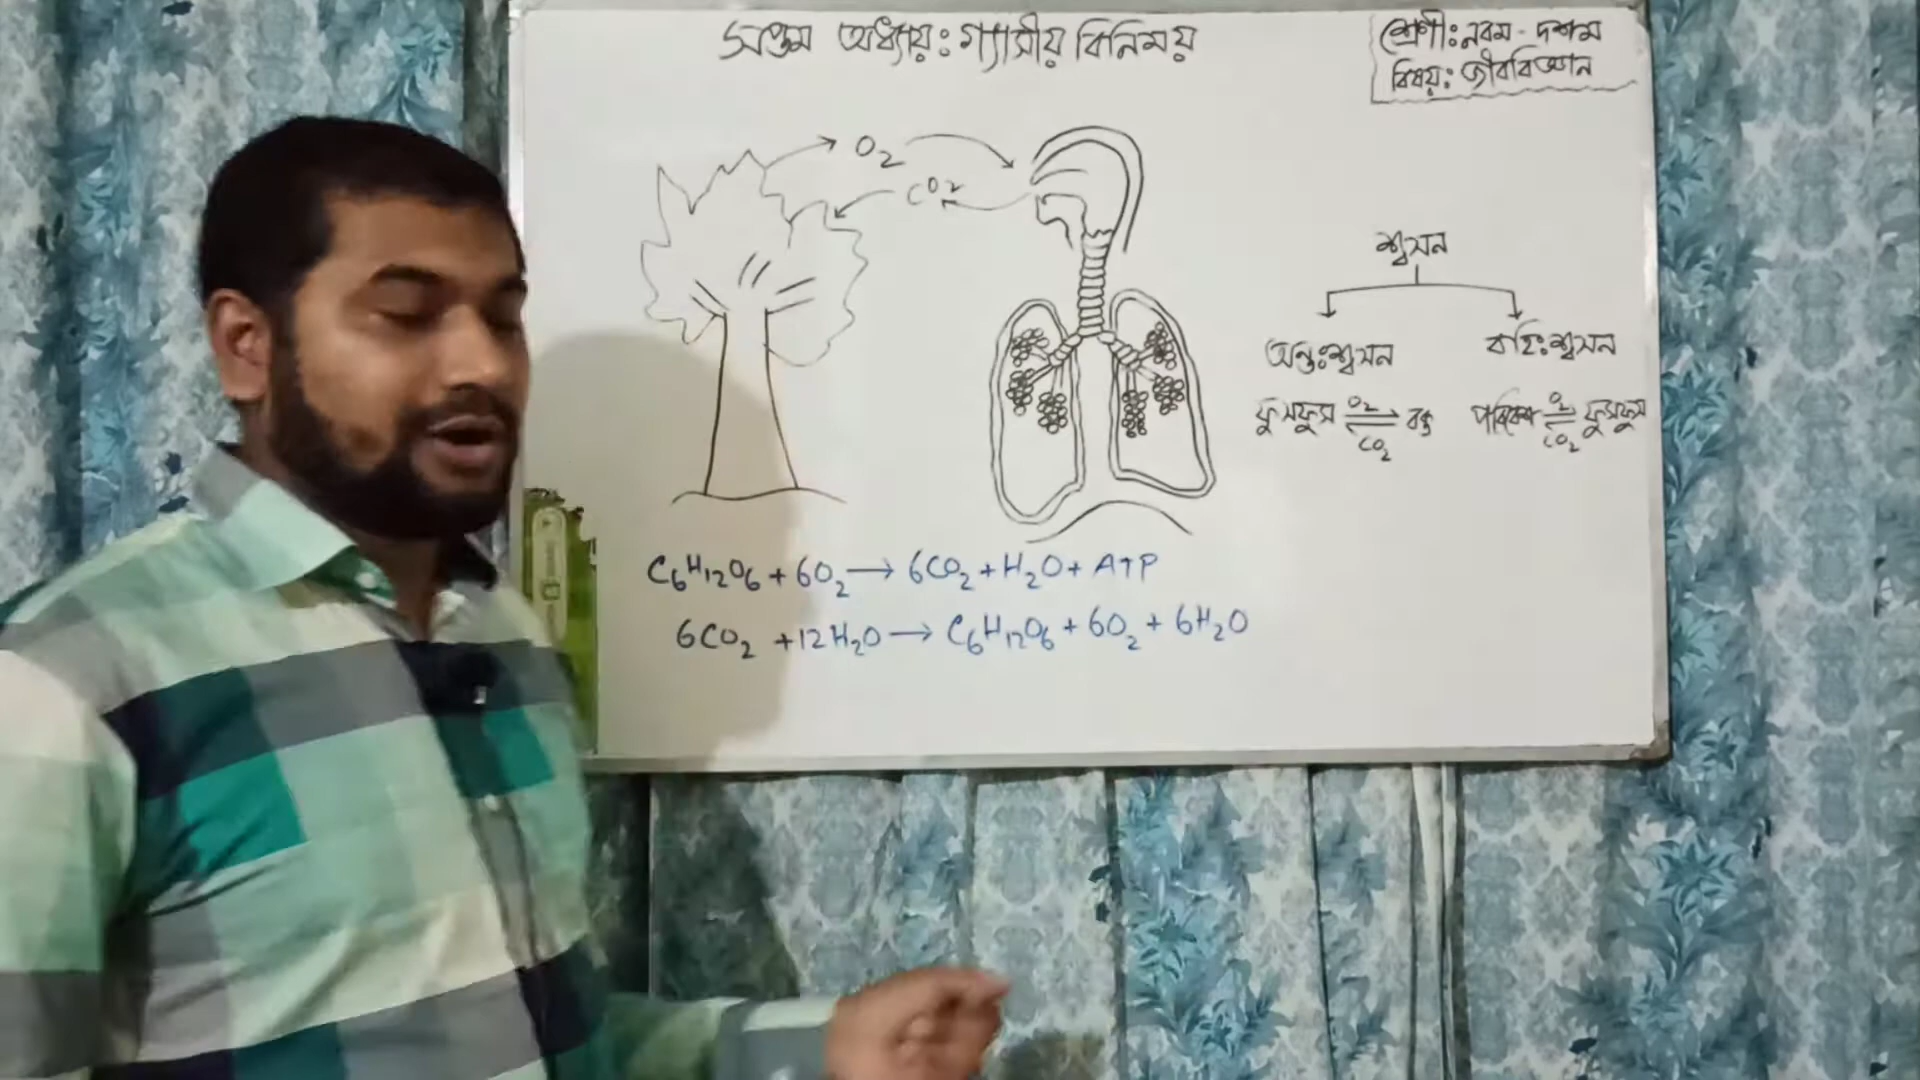 সপ্তম অধ্যায়ঃ গ্যাসীয় বিনিময়
শ্রেণীঃ নবম - দশম
বিষয়ঃ জীববিজ্ঞান
O₂
CO₂
শ্বসন
অন্তঃশ্বসন
বহিঃশ্বসন
ফুসফুস O₂ ⇌ CO₂ রক্ত
পরিবেশ O₂ ⇌ CO₂ ফুসফুস
C₆H₁₂O₆ + 6O₂ → 6CO₂ + H₂O + ATP
6CO₂ + 12H₂O → C₆H₁₂O₆ + 6O₂ + 6H₂O